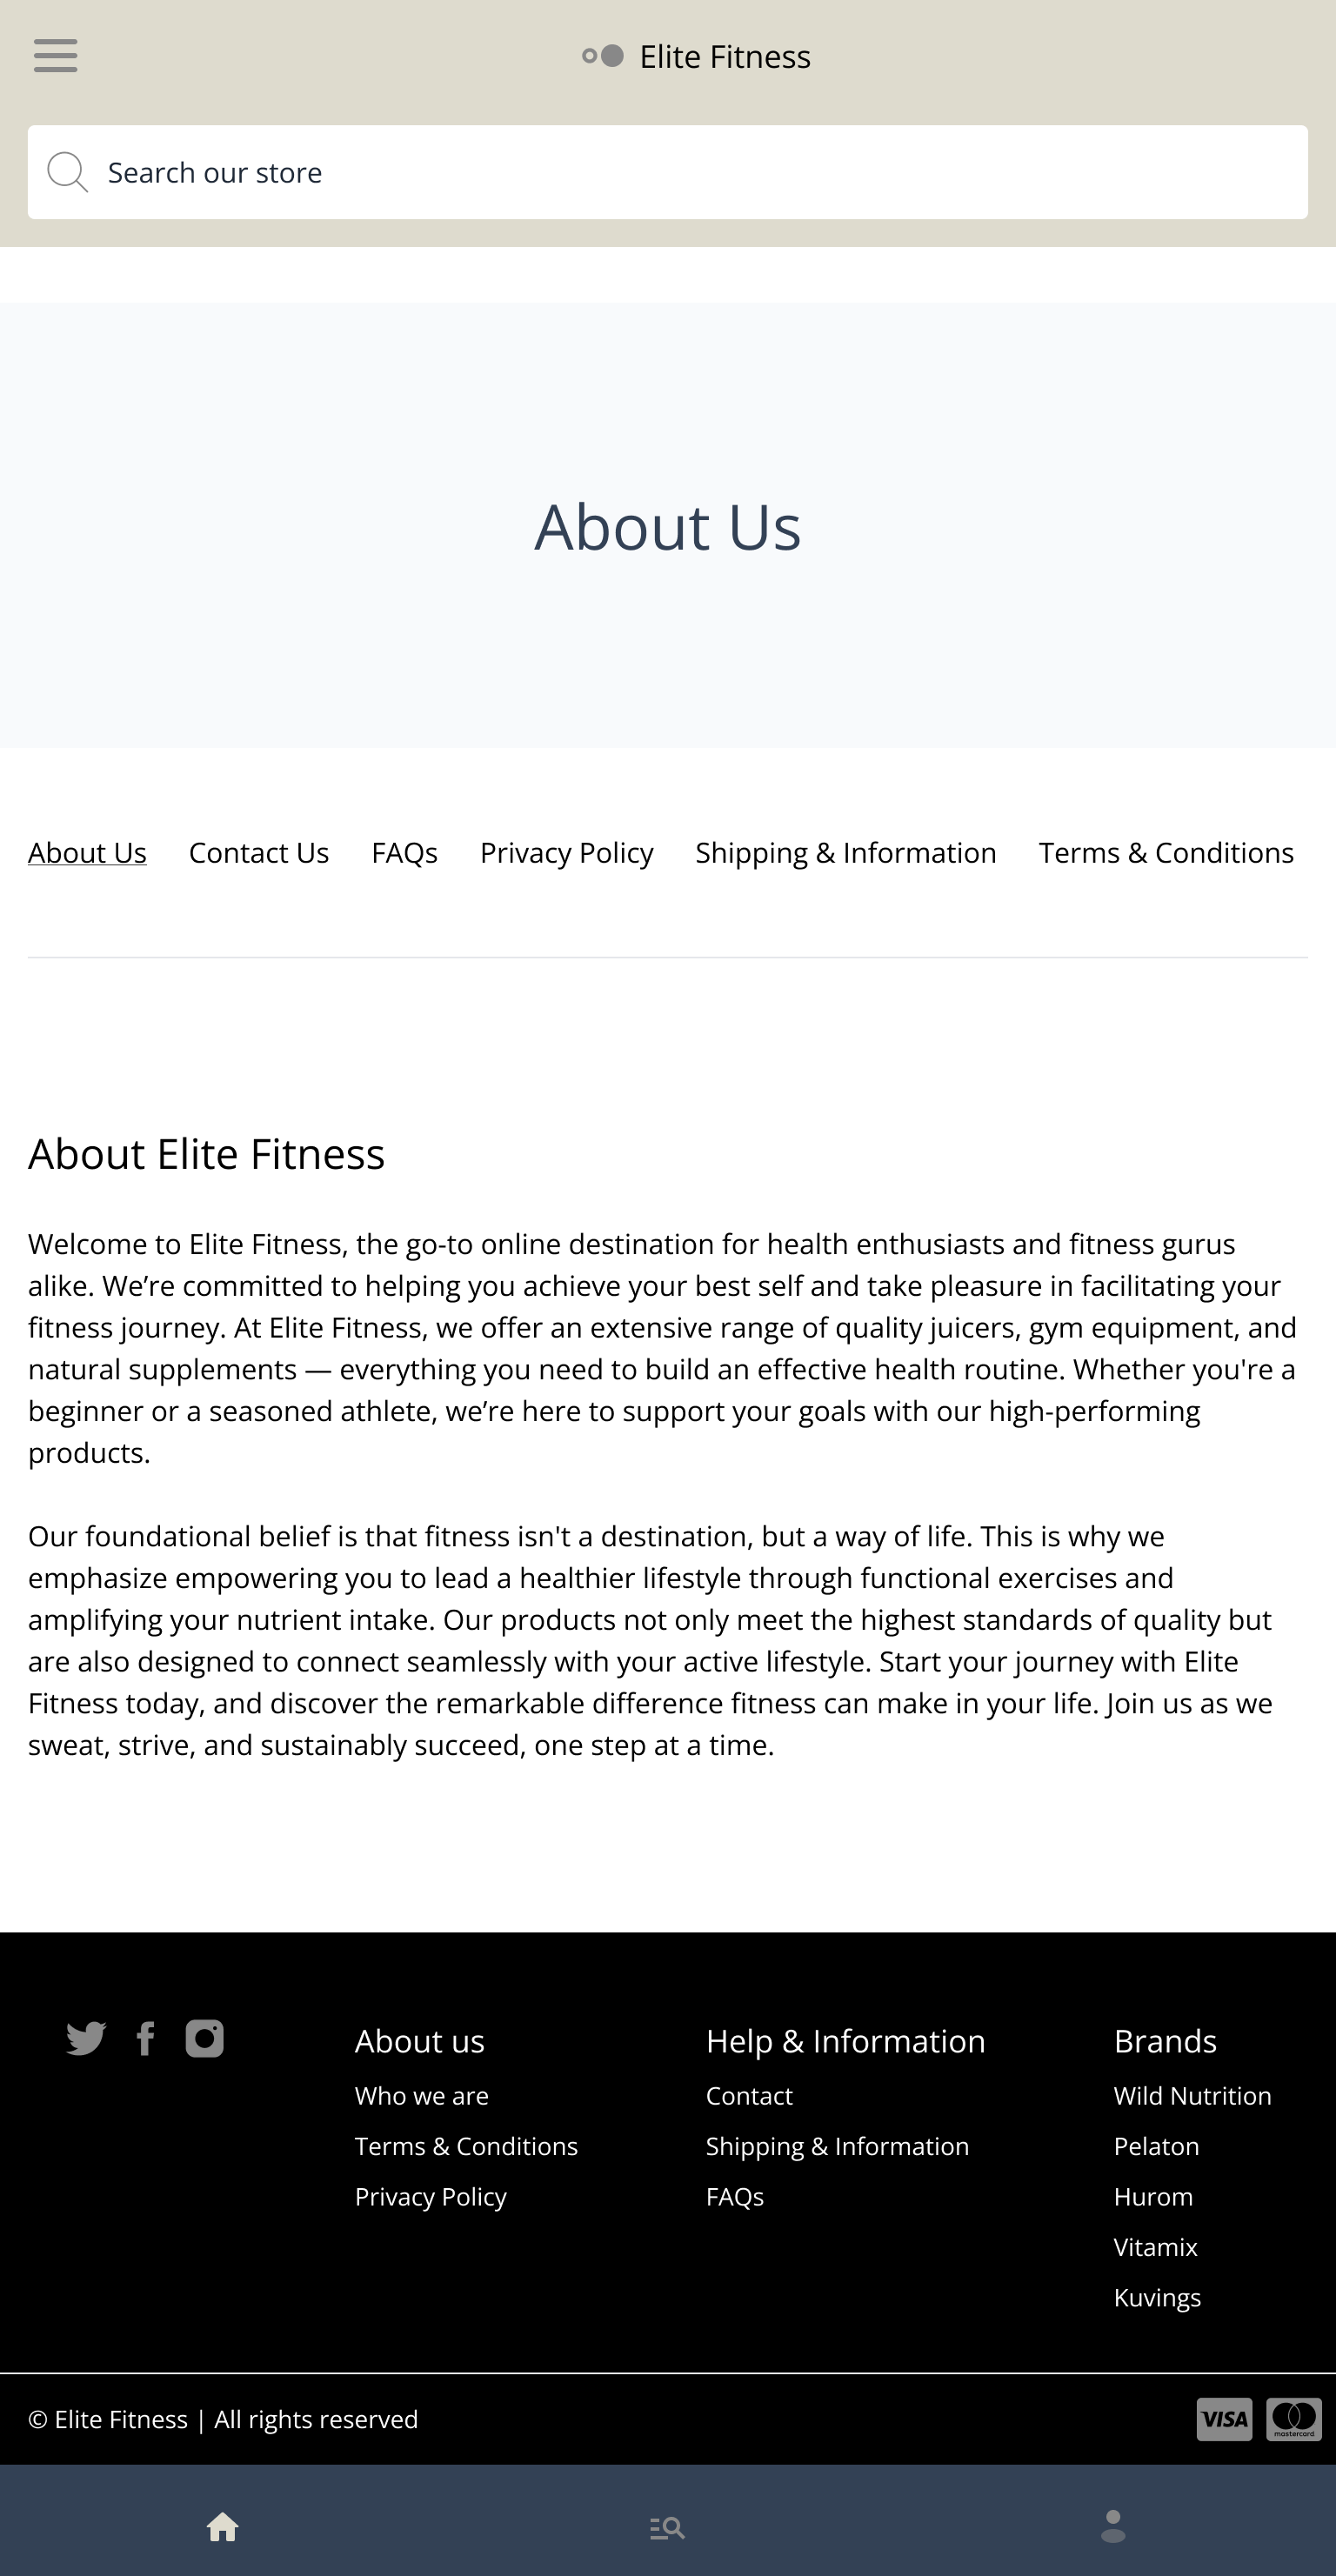 Elite Fitness
Search our store
About Us
About Us Contact Us FAQs Privacy Policy Shipping & Information Terms & Conditions
About Elite Fitness
Welcome to Elite Fitness, the go-to online destination for health enthusiasts and fitness gurus
alike. We’re committed to helping you achieve your best self and take pleasure in facilitating your
fitness journey. At Elite Fitness, we offer an extensive range of quality juicers, gym equipment, and
natural supplements — everything you need to build an effective health routine. Whether you're a
beginner or a seasoned athlete, we’re here to support your goals with our high-performing
products.
Our foundational belief is that fitness isn't a destination, but a way of life. This is why we
emphasize empowering you to lead a healthier lifestyle through functional exercises and
amplifying your nutrient intake. Our products not only meet the highest standards of quality but
are also designed to connect seamlessly with your active lifestyle. Start your journey with Elite
Fitness today, and discover the remarkable difference fitness can make in your life. Join us as we
sweat, strive, and sustainably succeed, one step at a time.
About us
Who we are
Terms & Conditions
Privacy Policy
Help & Information
Contact
Shipping & Information
FAQs
Brands
Wild Nutrition
Pelaton
Hurom
Vitamix
Kuvings
© Elite Fitness | All rights reserved
VISA
mastercard